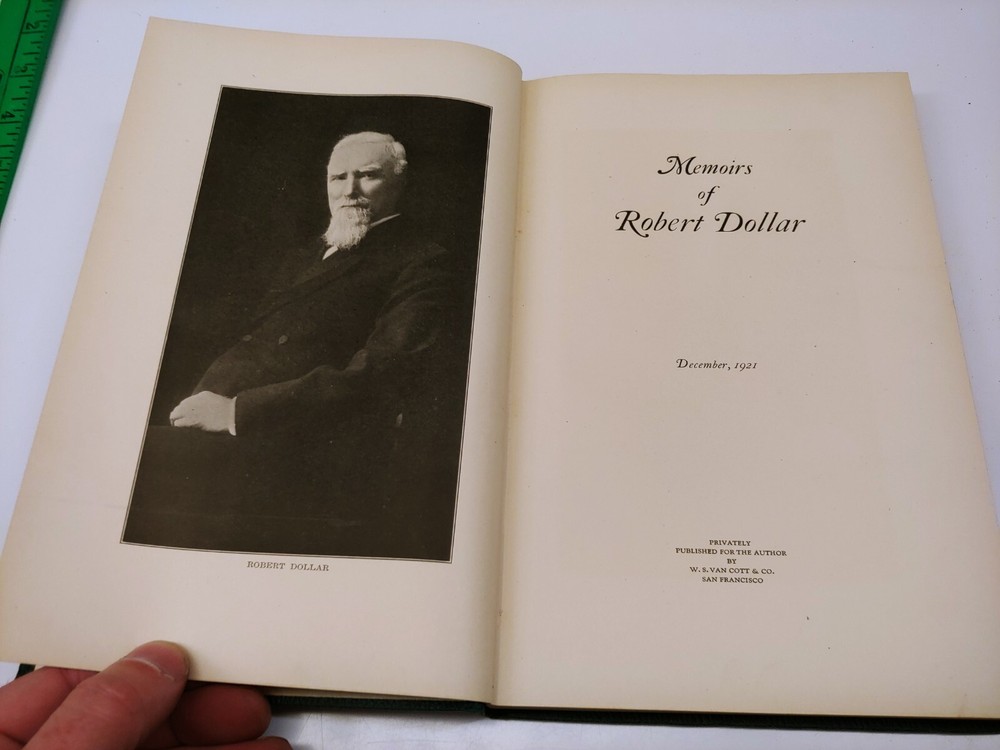 ROBERT DOLLAR
Memoirs
of
Robert Dollar
December, 1921
PRIVATELY
PUBLISHED FOR THE AUTHOR
BY
W. S. VAN COTT & CO.
SAN FRANCISCO